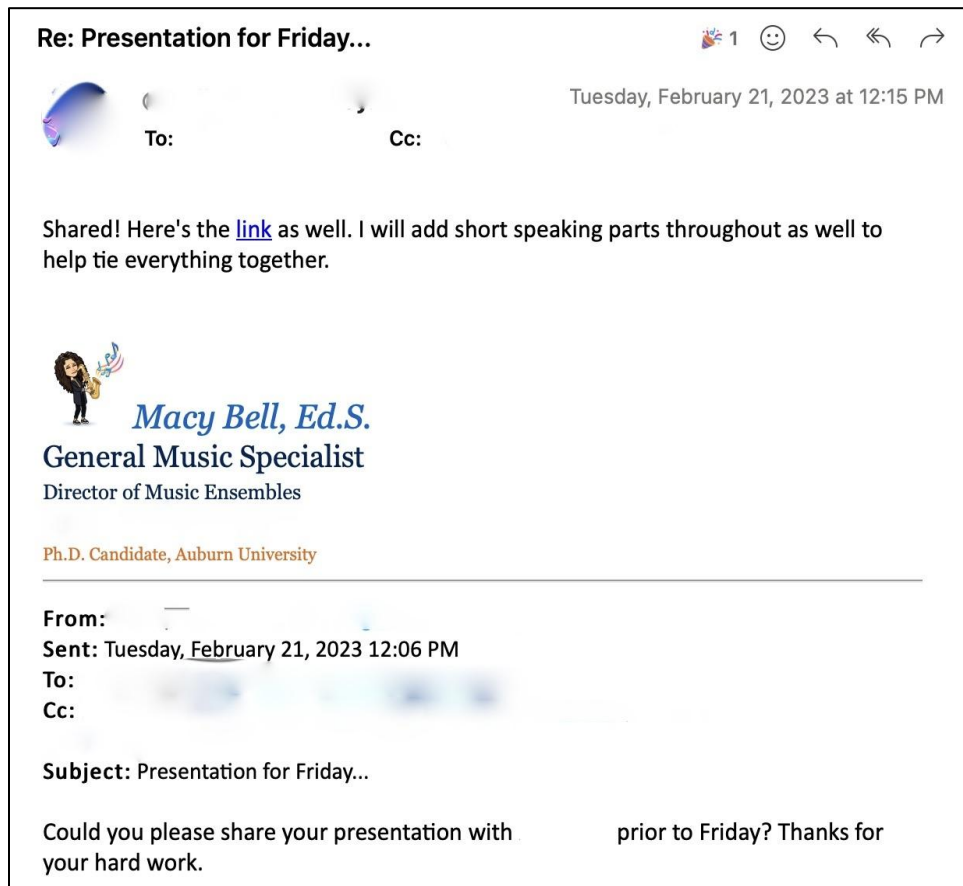 Re: Presentation for Friday...
1
Tuesday, February 21, 2023 at 12:15 PM
To: Cc:
Shared! Here's the link as well. I will add short speaking parts throughout as well to
help tie everything together.
Macy Bell, Ed.S.
General Music Specialist
Director of Music Ensembles
Ph.D. Candidate, Auburn University
From:
Sent: Tuesday, February 21, 2023 12:06 PM
To:
Cc:
Subject: Presentation for Friday...
Could you please share your presentation with prior to Friday? Thanks for
your hard work.